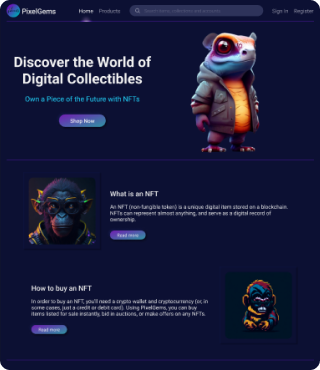 PixelGems
Home
Products
Sign In
Register
Discover the World of
Digital Collectibles
Own a Piece of the Future with NFTs
Shop Now
What is an NFT
An NFT (non-fungible token) is a unique digital item stored on a blockchain.
NFTs can represent almost anything, and serve as a digital record of
ownership.
Read more
How to buy an NFT
In order to buy an NFT, you'll need a crypto wallet and cryptocurrency (or, in
some cases, just a credit or debit card). Using PixelGems, you can buy
items listed for sale instantly, bid in auctions, or make offers on any NFTs.
Read more